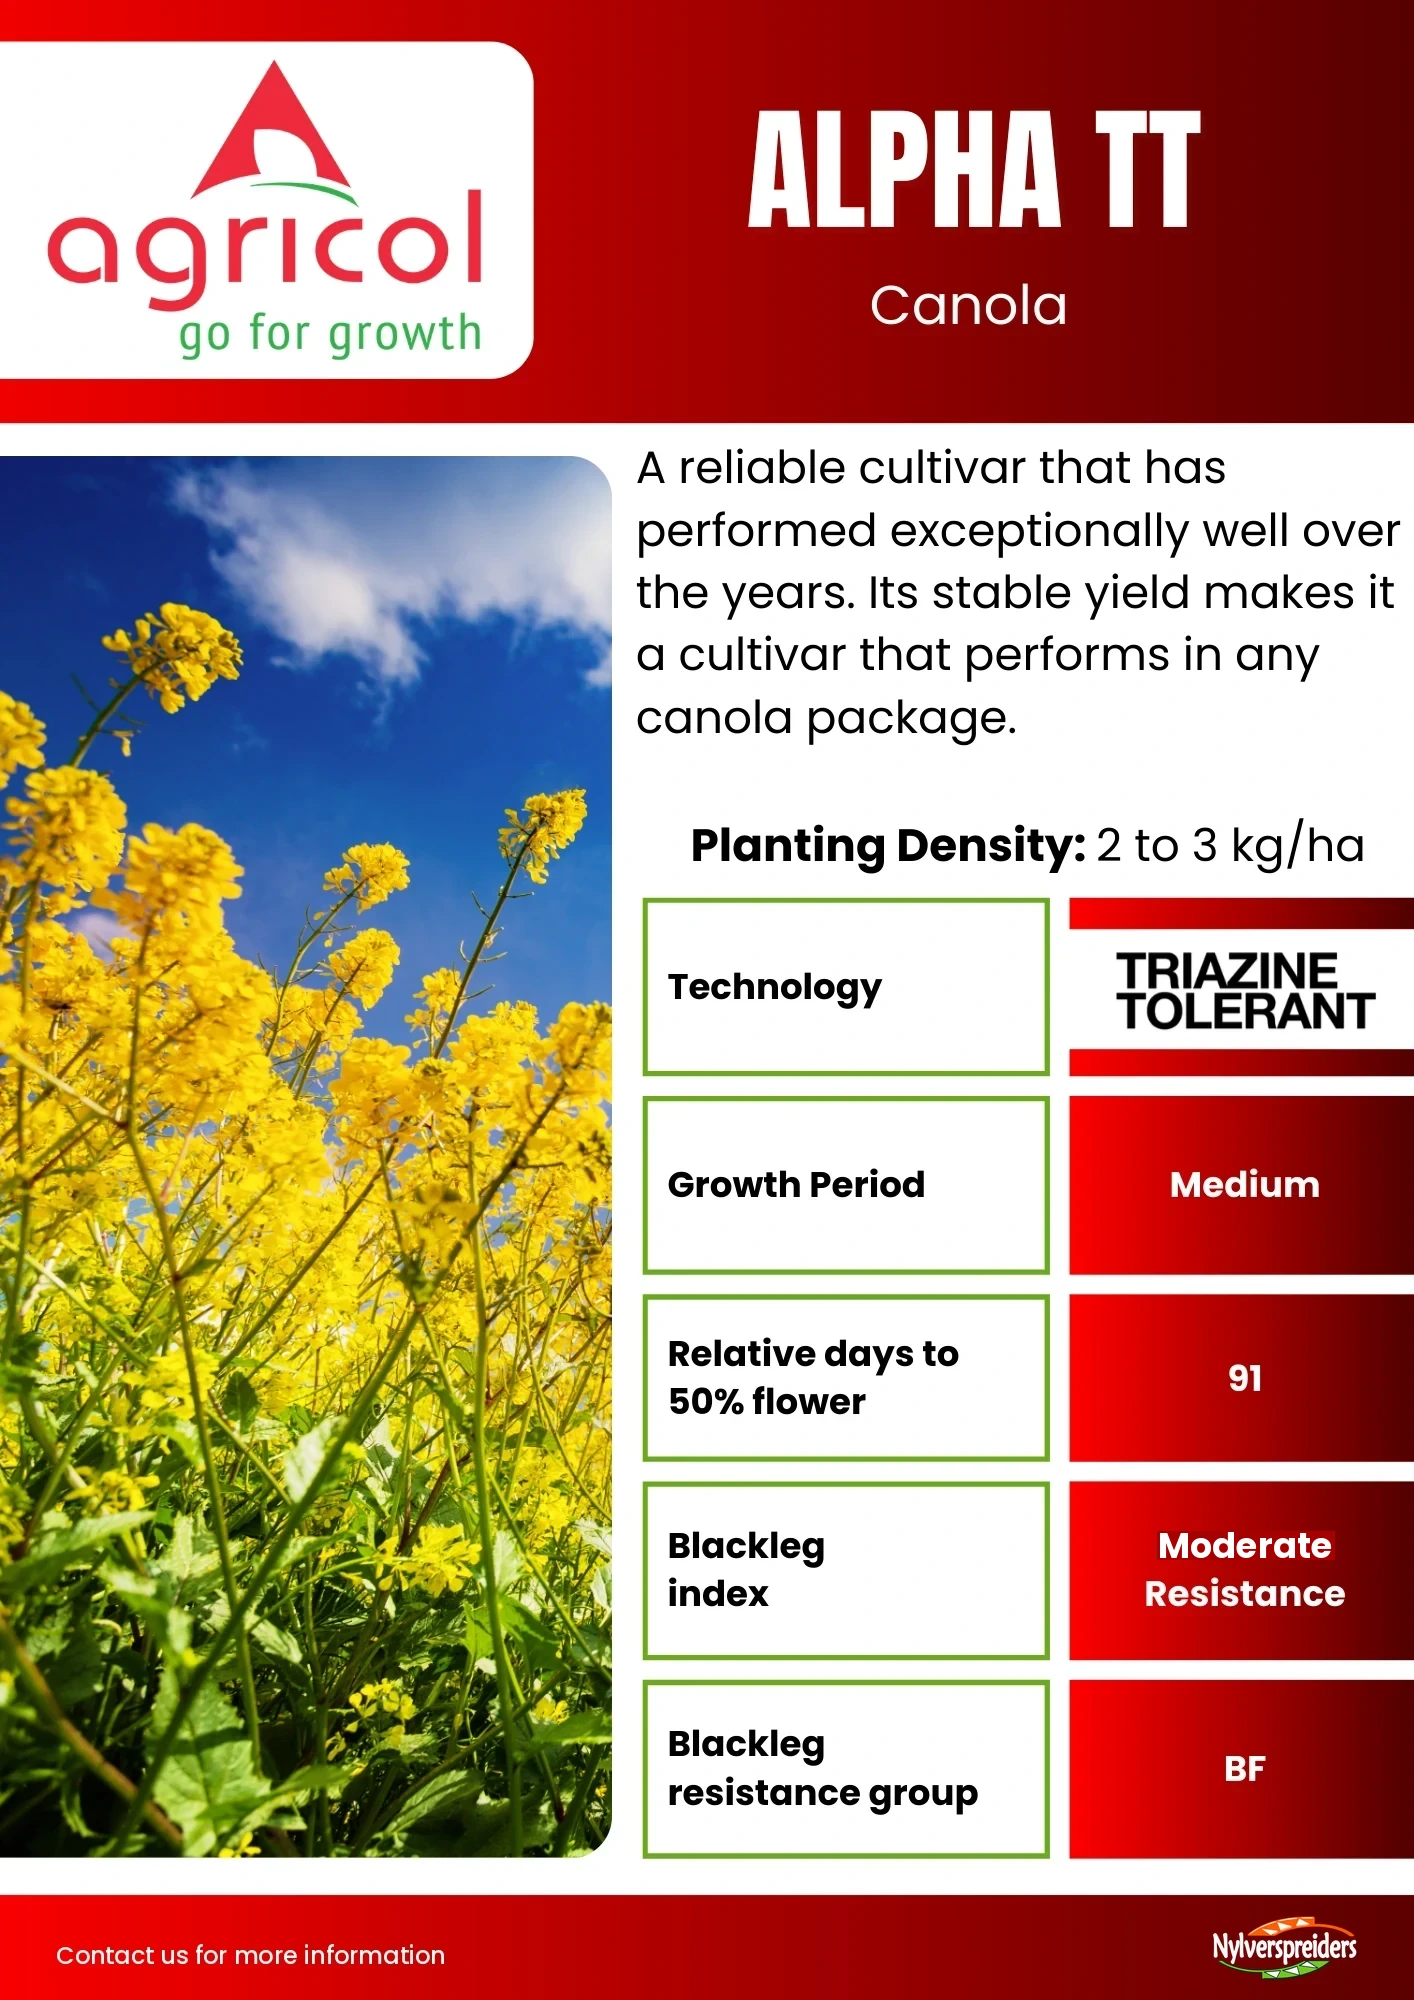 agricol
go for growth
ALPHA TT
Canola
A reliable cultivar that has
performed exceptionally well over
the years. Its stable yield makes it
a cultivar that performs in any
canola package.
Planting Density: 2 to 3 kg/ha
Technology
TRIAZINE
TOLERANT
Growth Period
Medium
Relative days to
50% flower
91
Blackleg
index
Moderate
Resistance
Blackleg
resistance group
BF
Contact us for more information
Nylverspreiders